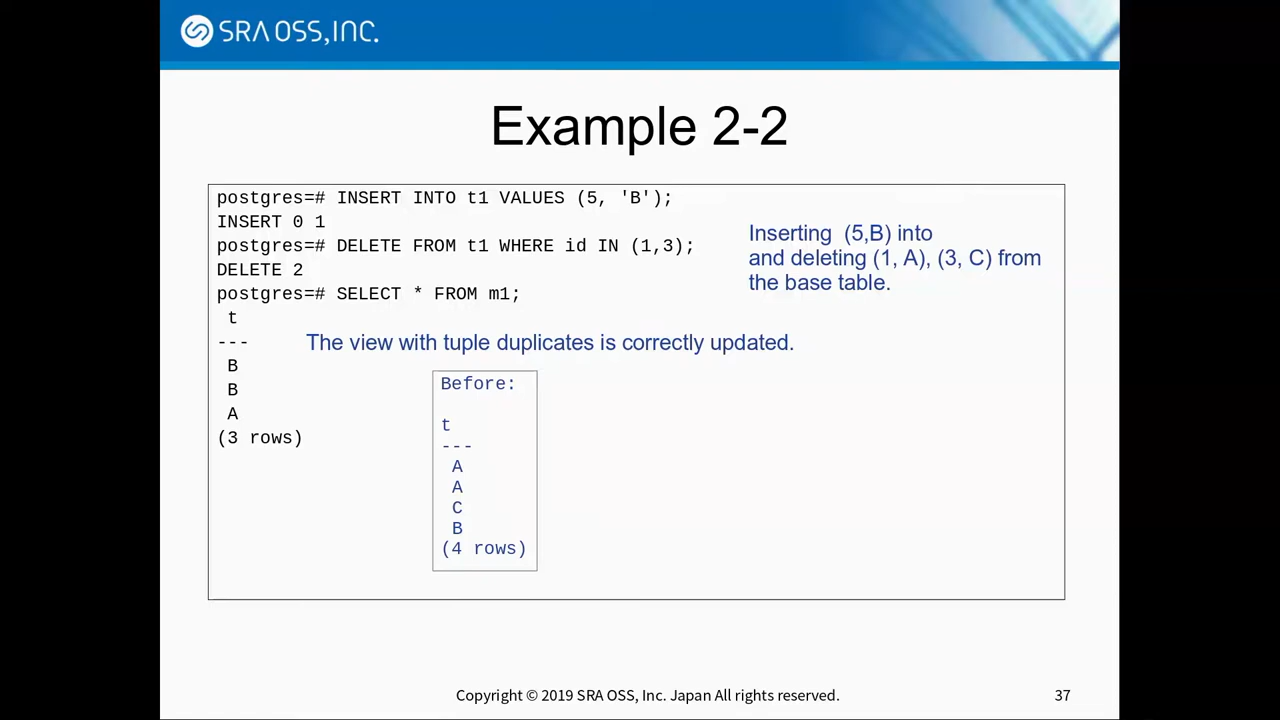 SRA OSS, INC.
Example 2-2
postgres=# INSERT INTO t1 VALUES (5, 'B');
INSERT 0 1
postgres=# DELETE FROM t1 WHERE id IN (1,3);
DELETE 2
postgres=# SELECT * FROM m1;
t
---
B
B
A
(3 rows)
Inserting (5,B) into
and deleting (1, A), (3, C) from
the base table.
The view with tuple duplicates is correctly updated.
Before:
t
---
A
A
C
B
(4 rows)
Copyright © 2019 SRA OSS, Inc. Japan All rights reserved.
37